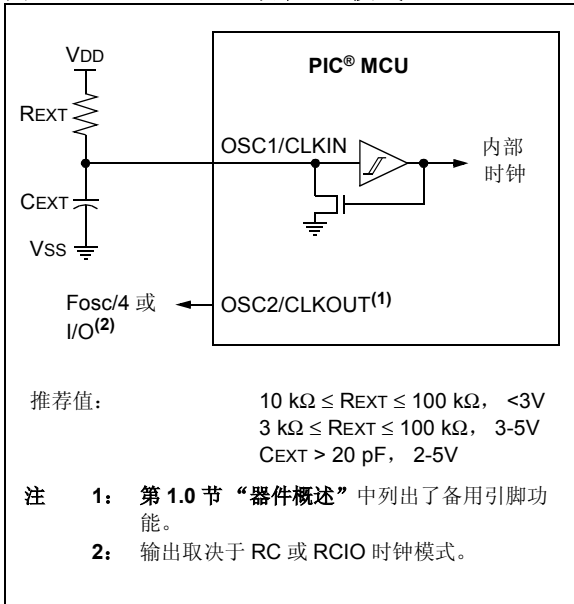 VDD
PIC® MCU
REXT
OSC1/CLKIN
内部
时钟
CEXT
VSS
Fosc/4 或
I/O(2)
OSC2/CLKOUT(1)
推荐值： 10 kΩ ≤ REXT ≤ 100 kΩ， <3V
3 kΩ ≤ REXT ≤ 100 kΩ， 3-5V
CEXT > 20 pF， 2-5V
注 1： 第 1.0 节 “器件概述”中列出了备用引脚功
能。
2： 输出取决于 RC 或 RCIO 时钟模式。